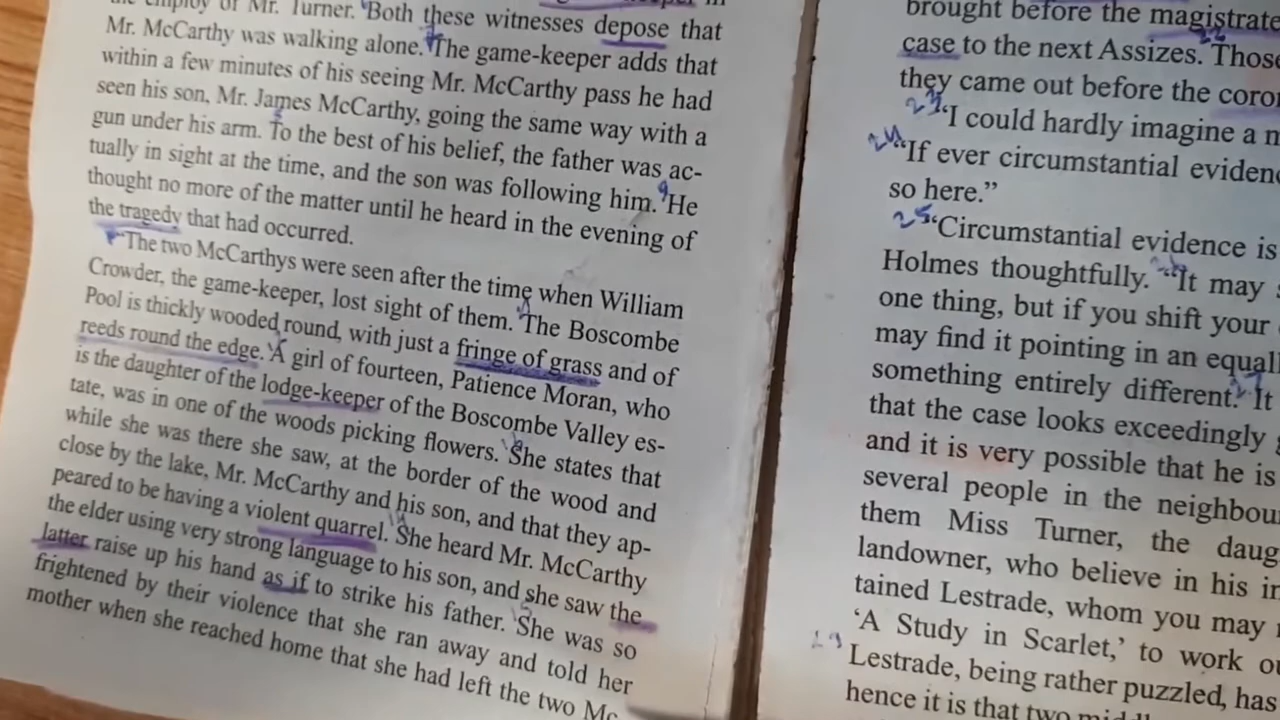 employ of Mr. Turner. Both these witnesses depose that
Mr. McCarthy was walking alone. The game-keeper adds that
within a few minutes of his seeing Mr. McCarthy pass he had
seen his son, Mr. James McCarthy, going the same way with a
gun under his arm. To the best of his belief, the father was ac-
tually in sight at the time, and the son was following him. 9 He
thought no more of the matter until he heard in the evening of
the tragedy that had occurred.
“The two McCarthys were seen after the time when William
Crowder, the game-keeper, lost sight of them. The Boscombe
Pool is thickly wooded round, with just a fringe of grass and of
reeds round the edge. A girl of fourteen, Patience Moran, who
is the daughter of the lodge-keeper of the Boscombe Valley es-
tate, was in one of the woods picking flowers. She states that
while she was there she saw, at the border of the wood and
close by the lake, Mr. McCarthy and his son, and that they ap-
peared to be having a violent quarrel. She heard Mr. McCarthy
the elder using very strong language to his son, and she saw the
latter raise up his hand as if to strike his father. She was so
frightened by their violence that she ran away and told her
mother when she reached home that she had left the two Mc
brought before the magistrate
case to the next Assizes. 22 Those
they came out before the coro
23 “I could hardly imagine a
24 “If ever circumstantial evidenc
so here.”
25 “Circumstantial evidence is
Holmes thoughtfully. “It may
one thing, but if you shift your
may find it pointing in an equall
something entirely different. 27 It
that the case looks exceedingly
and it is very possible that he is
several people in the neighbou
them Miss Turner, the daug
landowner, who believe in his in
tained Lestrade, whom you may
‘A Study in Scarlet,’ to work
29 Lestrade, being rather puzzled, has
hence it is that two